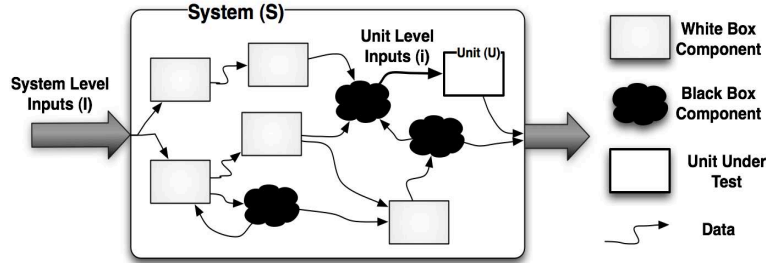 System (S)
Unit Level
Inputs (i)
Unit (U)
System Level
Inputs (I)
White Box
Component
Black Box
Component
Unit Under
Test
Data